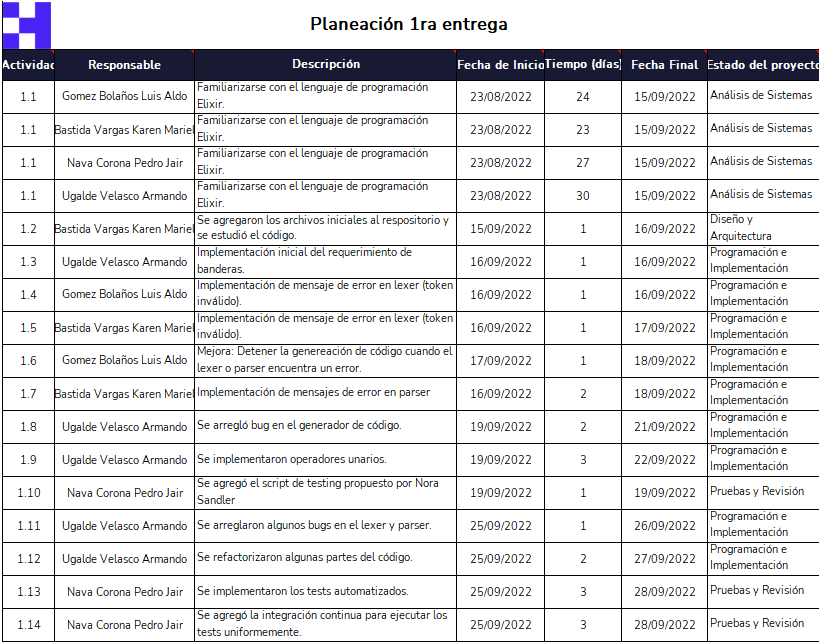 Planeación 1ra entrega
Actividad Responsable Descripción Fecha de Inicio Tiempo (días) Fecha Final Estado del proyecto
1.1 Gomez Bolaños Luis Aldo Familiarizarse con el lenguaje de programación Elixir. 23/08/2022 24 15/09/2022 Análisis de Sistemas
1.1 Bastida Vargas Karen Mariel Familiarizarse con el lenguaje de programación Elixir. 23/08/2022 23 15/09/2022 Análisis de Sistemas
1.1 Nava Corona Pedro Jair Familiarizarse con el lenguaje de programación Elixir. 23/08/2022 27 15/09/2022 Análisis de Sistemas
1.1 Ugalde Velasco Armando Familiarizarse con el lenguaje de programación Elixir. 23/08/2022 30 15/09/2022 Análisis de Sistemas
1.2 Bastida Vargas Karen Mariel Se agregaron los archivos iniciales al respositorio y se estudió el código. 15/09/2022 1 16/09/2022 Diseño y Arquitectura
1.3 Ugalde Velasco Armando Implementación inicial del requerimiento de banderas. 16/09/2022 1 16/09/2022 Programación e Implementación
1.4 Gomez Bolaños Luis Aldo Implementación de mensaje de error en lexer (token inválido). 16/09/2022 1 16/09/2022 Programación e Implementación
1.5 Bastida Vargas Karen Mariel Implementación de mensaje de error en lexer (token inválido). 16/09/2022 1 17/09/2022 Programación e Implementación
1.6 Gomez Bolaños Luis Aldo Mejora: Detener la genereación de código cuando el lexer o parser encuentra un error. 17/09/2022 1 18/09/2022 Programación e Implementación
1.7 Bastida Vargas Karen Mariel Implementación de mensajes de error en parser 16/09/2022 2 18/09/2022 Programación e Implementación
1.8 Ugalde Velasco Armando Se arregló bug en el generador de código. 19/09/2022 2 21/09/2022 Programación e Implementación
1.9 Ugalde Velasco Armando Se implementaron operadores unarios. 19/09/2022 3 22/09/2022 Programación e Implementación
1.10 Nava Corona Pedro Jair Se agregó el script de testing propuesto por Nora Sandler 19/09/2022 1 19/09/2022 Pruebas y Revisión
1.11 Ugalde Velasco Armando Se arreglaron algunos bugs en el lexer y parser. 25/09/2022 1 26/09/2022 Programación e Implementación
1.12 Ugalde Velasco Armando Se refactorizaron algunas partes del código. 25/09/2022 2 27/09/2022 Programación e Implementación
1.13 Nava Corona Pedro Jair Se implementaron los tests automatizados. 25/09/2022 3 28/09/2022 Pruebas y Revisión
1.14 Nava Corona Pedro Jair Se agregó la integración continua para ejecutar los tests uniformemente. 25/09/2022 3 28/09/2022 Pruebas y Revisión